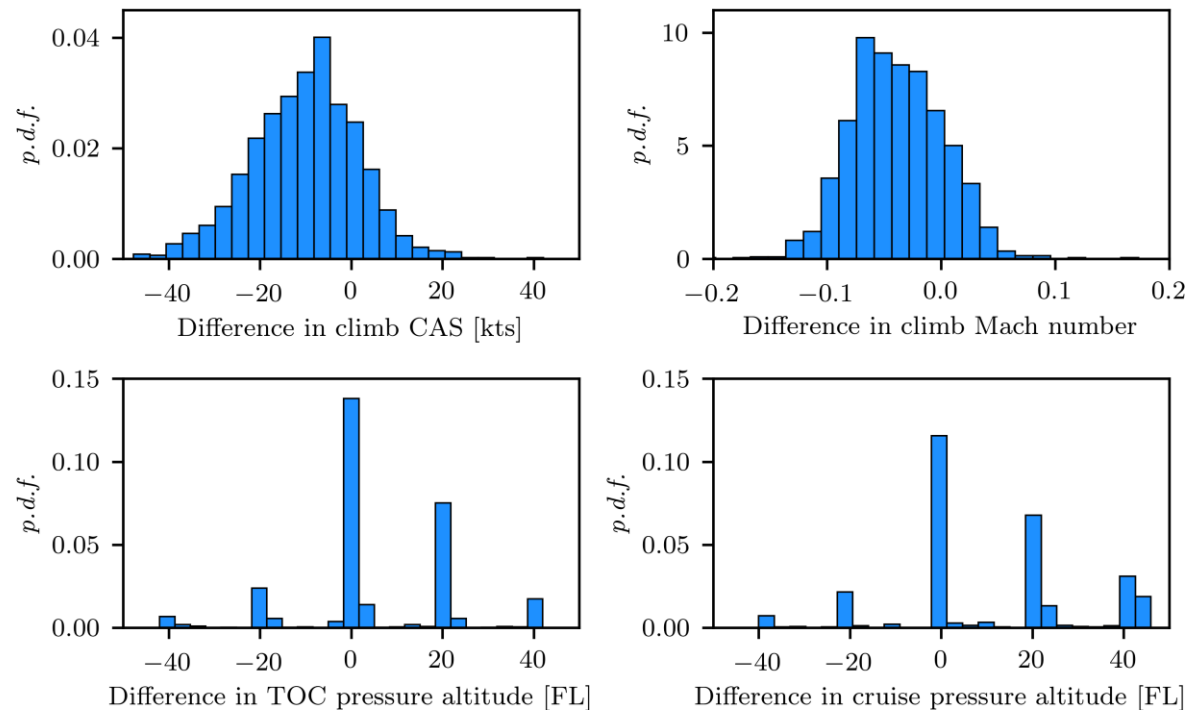 0.04
0.02
0.00
p.d.f.
−40 −20 0 20 40
Difference in climb CAS [kts]
10
5
0
p.d.f.
−0.2 −0.1 0.0 0.1 0.2
Difference in climb Mach number
0.15
0.10
0.05
0.00
p.d.f.
−40 −20 0 20 40
Difference in TOC pressure altitude [FL]
0.15
0.10
0.05
0.00
p.d.f.
−40 −20 0 20 40
Difference in cruise pressure altitude [FL]